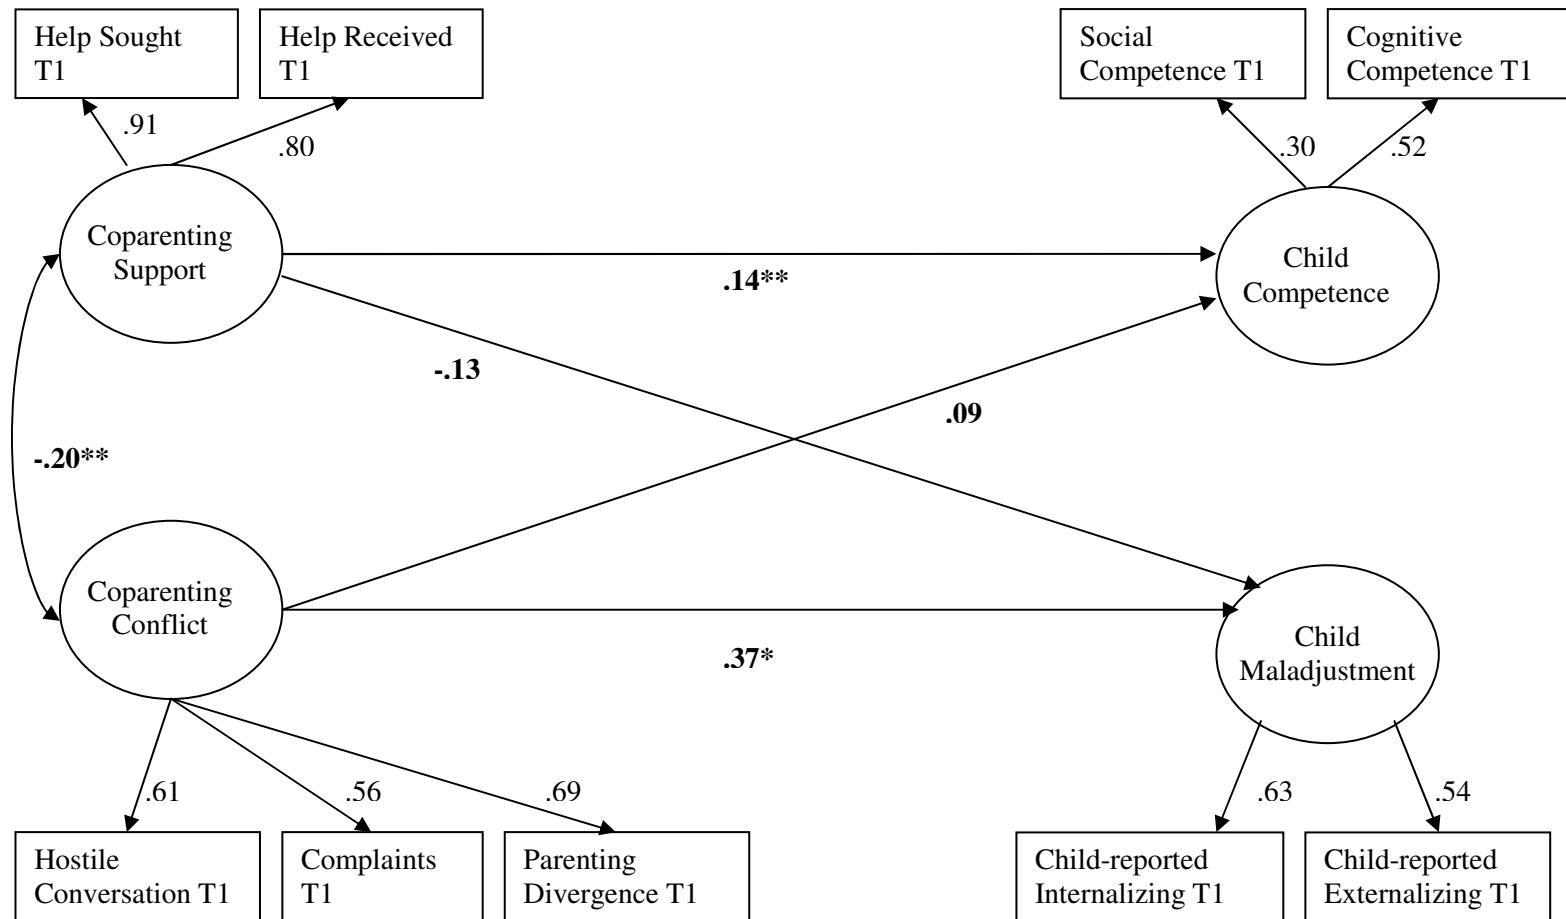 Help Sought
T1
Help Received
T1
Social
Competence T1
Cognitive
Competence T1
.91
.80
.30
.52
Coparenting
Support
Child
Competence
.14**
-.13
.09
-.20**
Coparenting
Conflict
Child
Maladjustment
.37*
.61
.56
.69
.63
.54
Hostile
Conversation T1
Complaints
T1
Parenting
Divergence T1
Child-reported
Internalizing T1
Child-reported
Externalizing T1